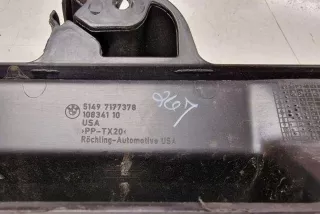 5149 7177378
108341 10
USA
>PP-TX20<
Röchling-Automotive USA
867